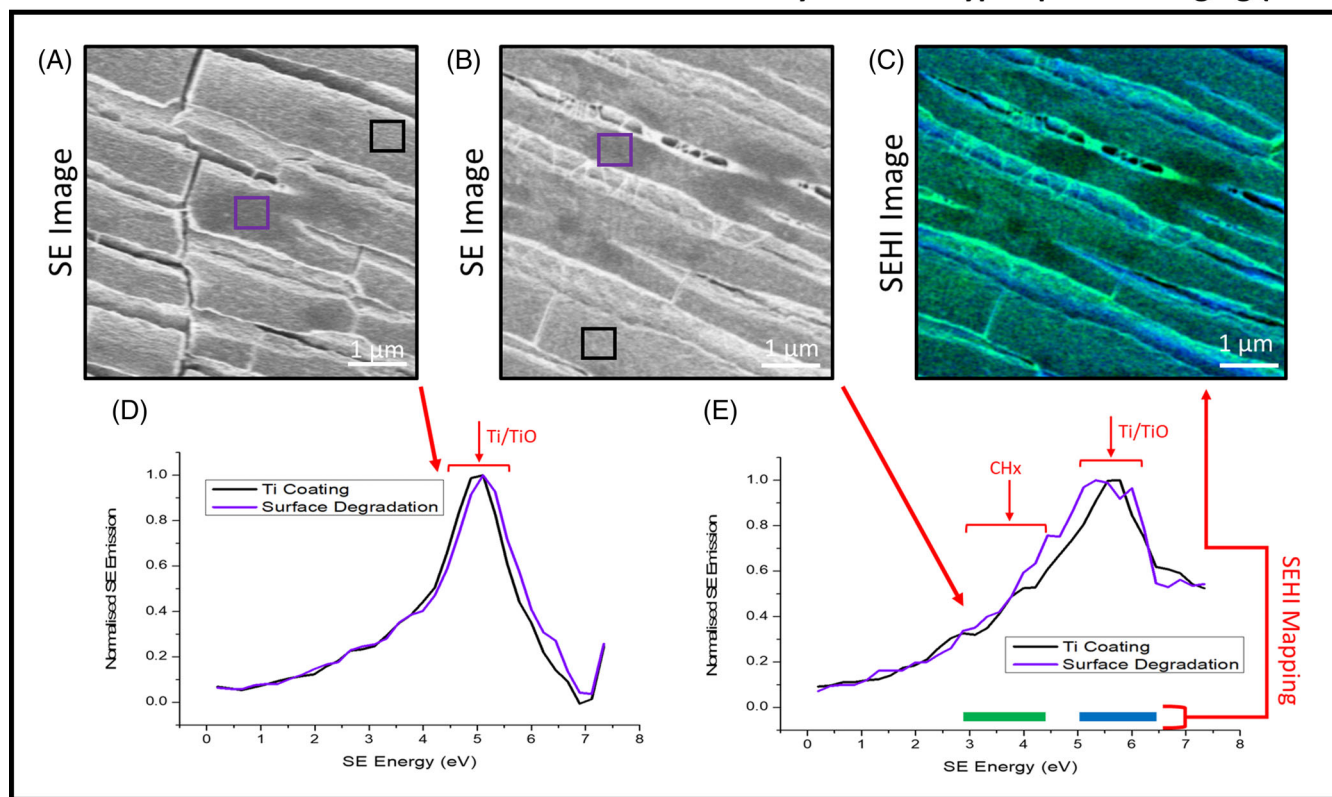 (A)
SE Image
1 µm
(B)
SE Image
1 µm
(C)
SEHI Image
1 µm
(D)
Ti/TiO
Ti Coating
Surface Degradation
Normalised SE Emission
1.0
0.8
0.6
0.4
0.2
0.0
0 1 2 3 4 5 6 7 8
SE Energy (eV)
(E)
CHx
Ti/TiO
Ti Coating
Surface Degradation
Normalised SE Emission
1.0
0.8
0.6
0.4
0.2
0.0
0 1 2 3 4 5 6 7 8
SE Energy (eV)
SEHI Mapping